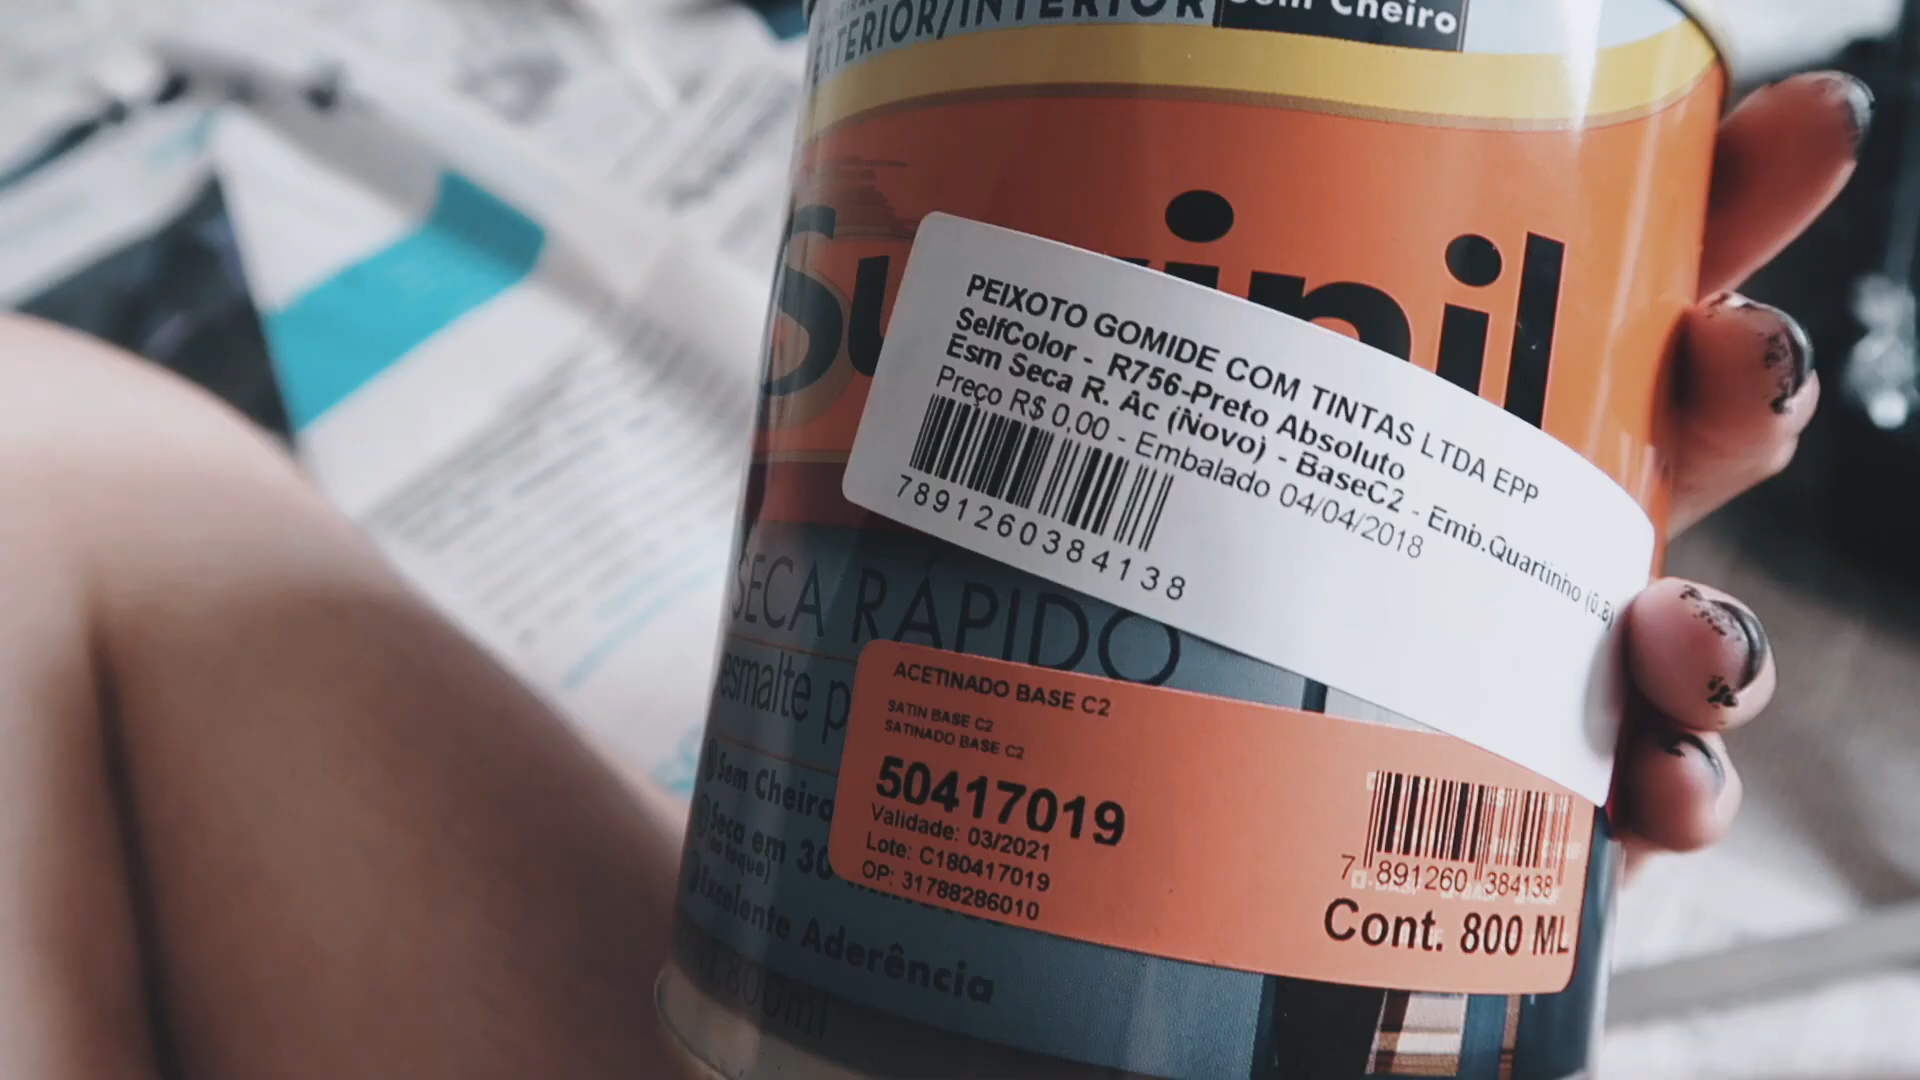 EXTERIOR/INTERIOR
Sem Cheiro
PEIXOTO GOMIDE COM TINTAS LTDA EPP
SelfColor - R756-Preto Absoluto
Esm Seca R. Ac (Novo) - BaseC2 - Emb.Quartinho (0.8)
Preço R$ 0,00 - Embalado 04/04/2018
7891260384138
SECA RÁPIDO
esmalte
ACETINADO BASE C2
SATIN BASE C2
SATINADO BASE C2
50417019
Validade: 03/2021
Lote: C180417019
OP: 31788286010
7 891260 384138
Cont. 800 ML
Sem Cheiro
Seca em 30
(ao toque)
Excelente Aderência
800ml